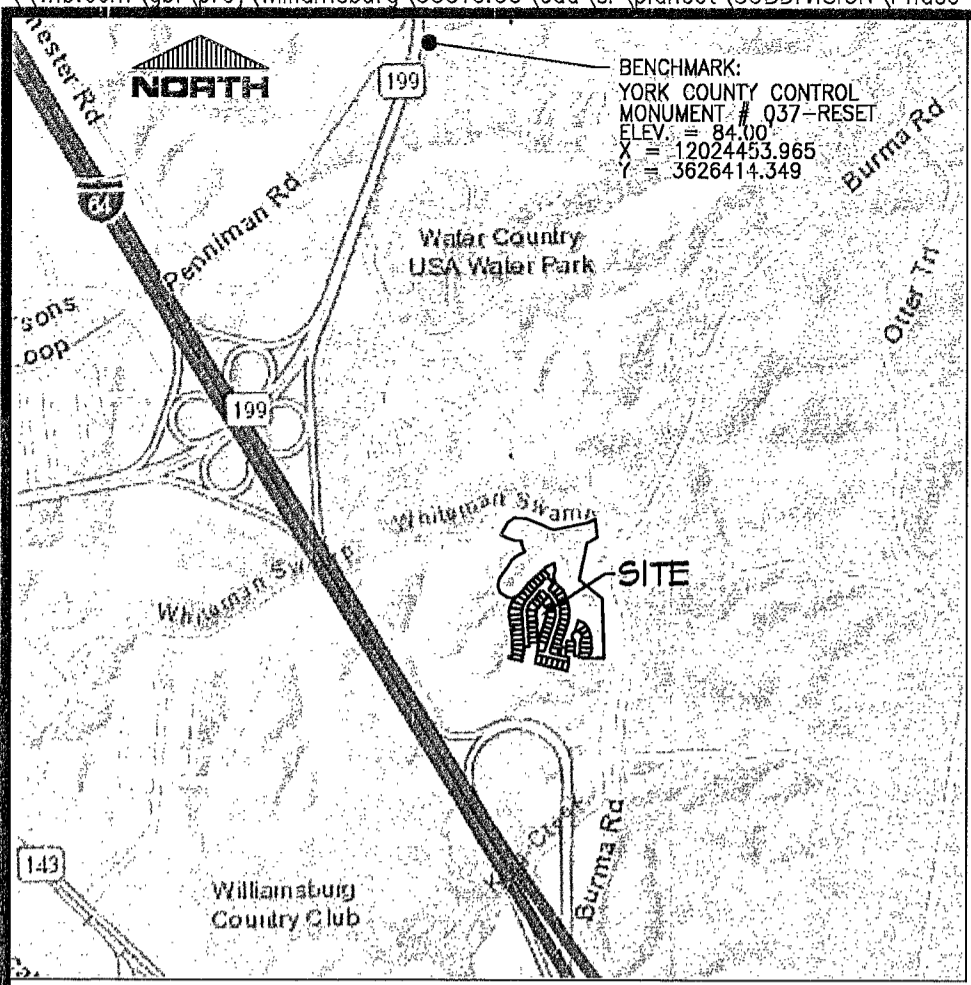 NORTH
199
BENCHMARK:
YORK COUNTY CONTROL
MONUMENT # 037-RESET
ELEV. = 84.00'
X = 12024453.965
Y = 3626414.349
Burma Rd
64
Penniman Rd
Water Country
USA Water Park
Otter Trl
199
Whiteman Swamp
Whiteman Swamp
SITE
Burma Rd
143
Williamsburg
Country Club